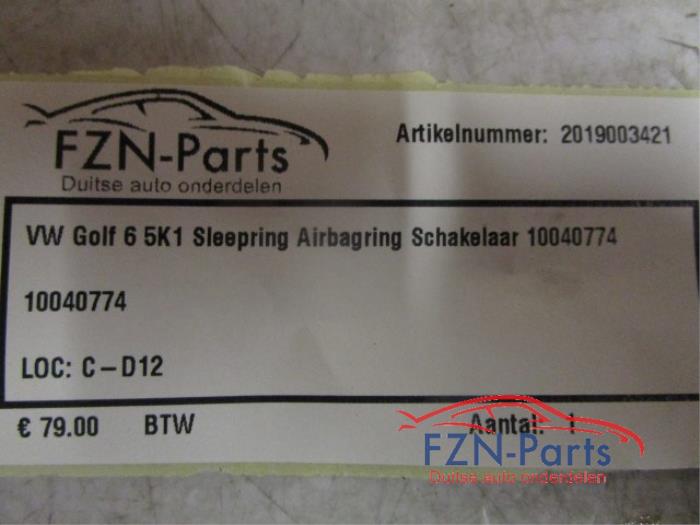 FZN-Parts
Duitse auto onderdelen
Artikelnummer: 2019003421
VW Golf 6 5K1 Sleepring Airbagring Schakelaar 10040774
10040774
LOC: C-D12
€ 79.00 BTW Aantal: 1
FZN-Parts
Duitse auto onderdelen